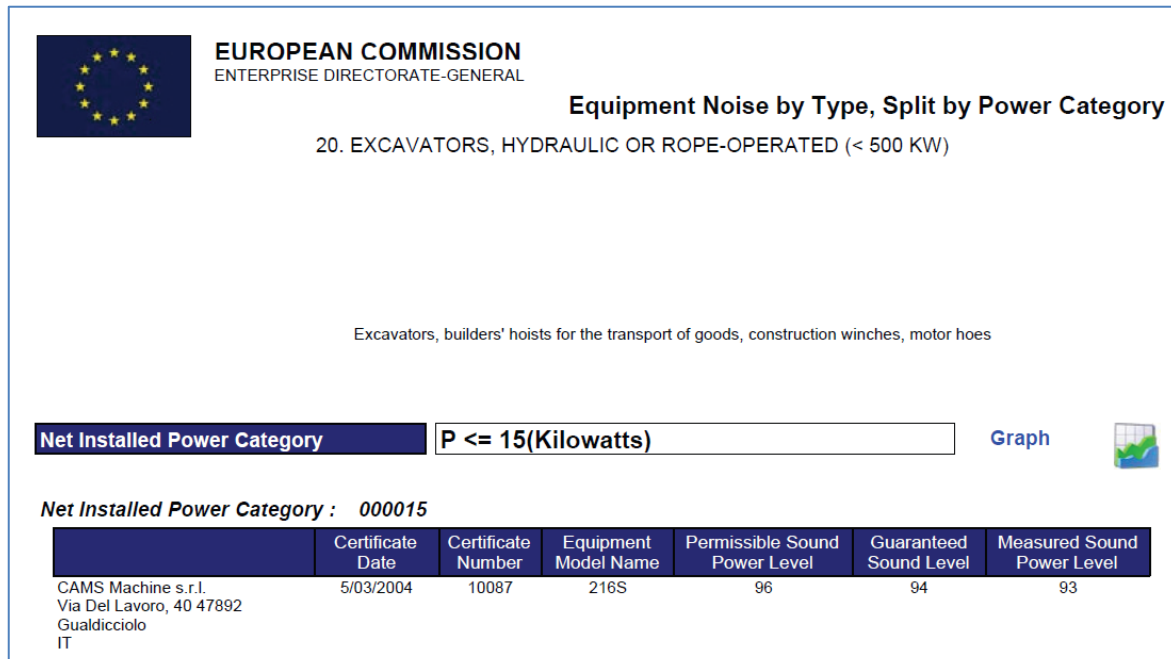 EUROPEAN COMMISSION
ENTERPRISE DIRECTORATE-GENERAL
Equipment Noise by Type, Split by Power Category
20. EXCAVATORS, HYDRAULIC OR ROPE-OPERATED (< 500 KW)
Excavators, builders' hoists for the transport of goods, construction winches, motor hoes
Net Installed Power Category P <= 15(Kilowatts) Graph
Net Installed Power Category : 000015
Certificate Date Certificate Number Equipment Model Name Permissible Sound Power Level Guaranteed Sound Level Measured Sound Power Level
CAMS Machine s.r.l. 5/03/2004 10087 216S 96 94 93
Via Del Lavoro, 40 47892
Gualdicciolo
IT